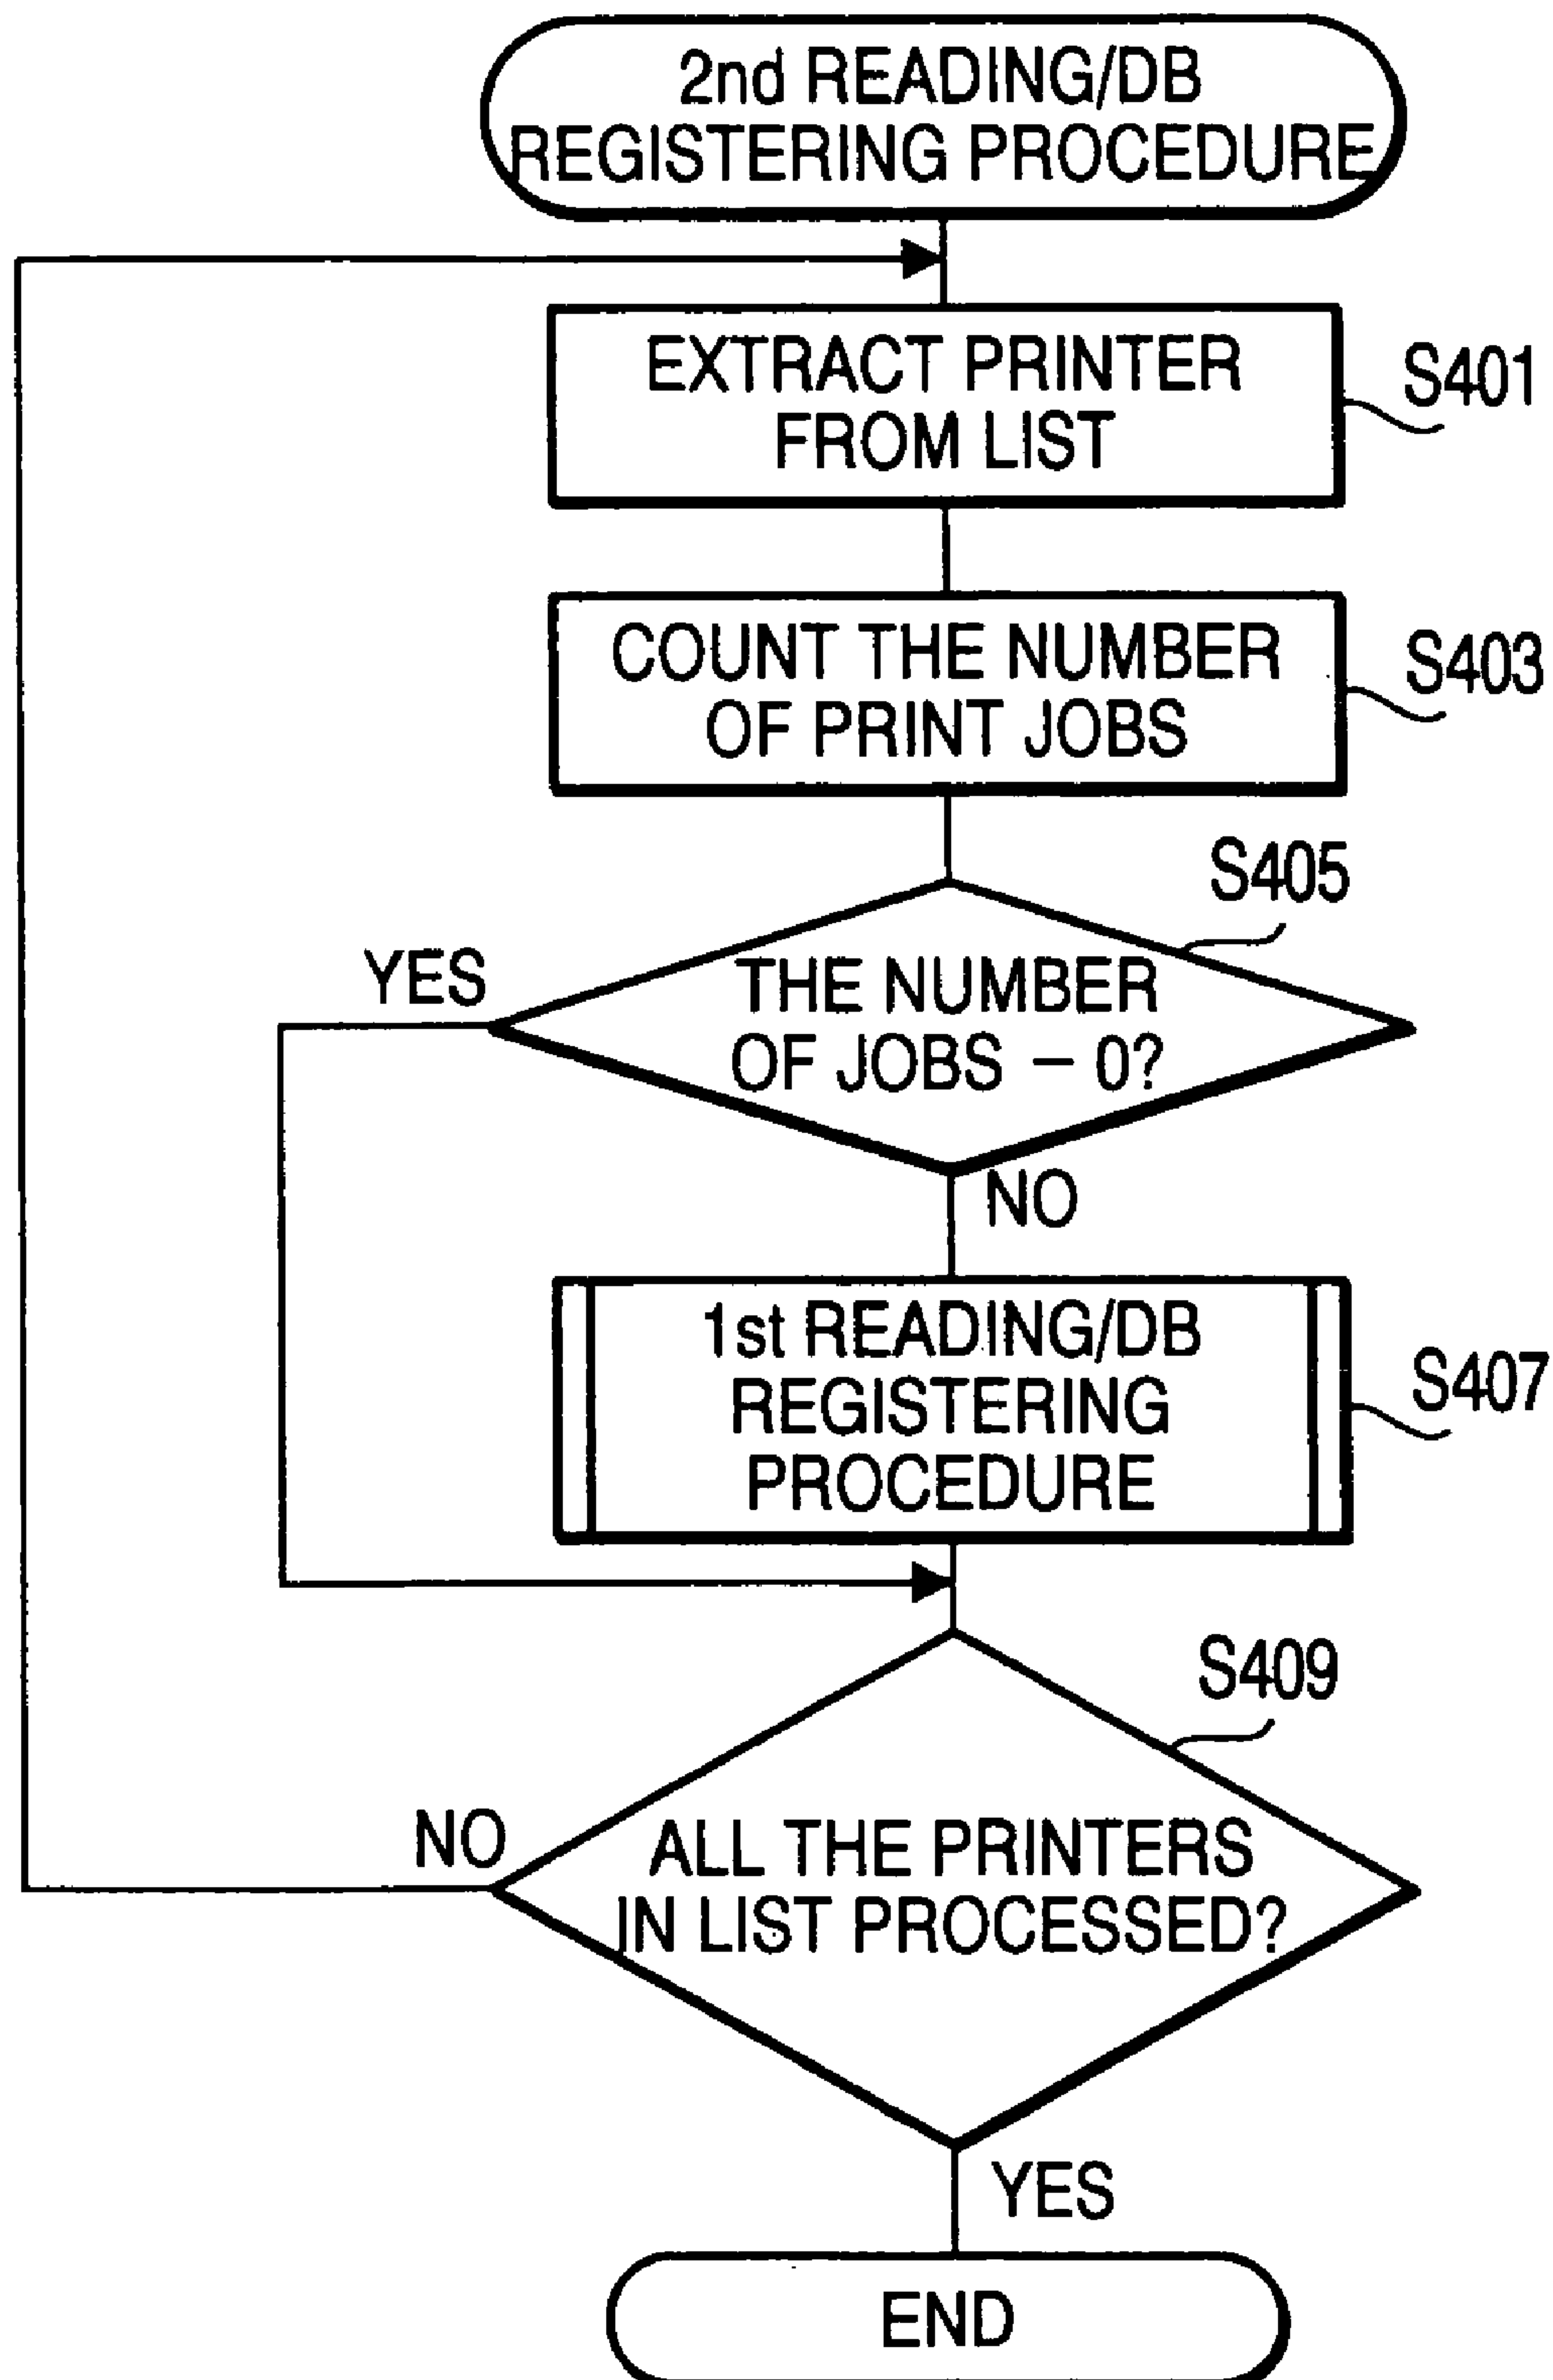 2nd READING/DB
REGISTERING PROCEDURE
EXTRACT PRINTER
FROM LIST
S401
COUNT THE NUMBER
OF PRINT JOBS
S403
S405
YES
THE NUMBER
OF JOBS – 0?
NO
1st READING/DB
REGISTERING
PROCEDURE
S407
S409
NO
ALL THE PRINTERS
IN LIST PROCESSED?
YES
END